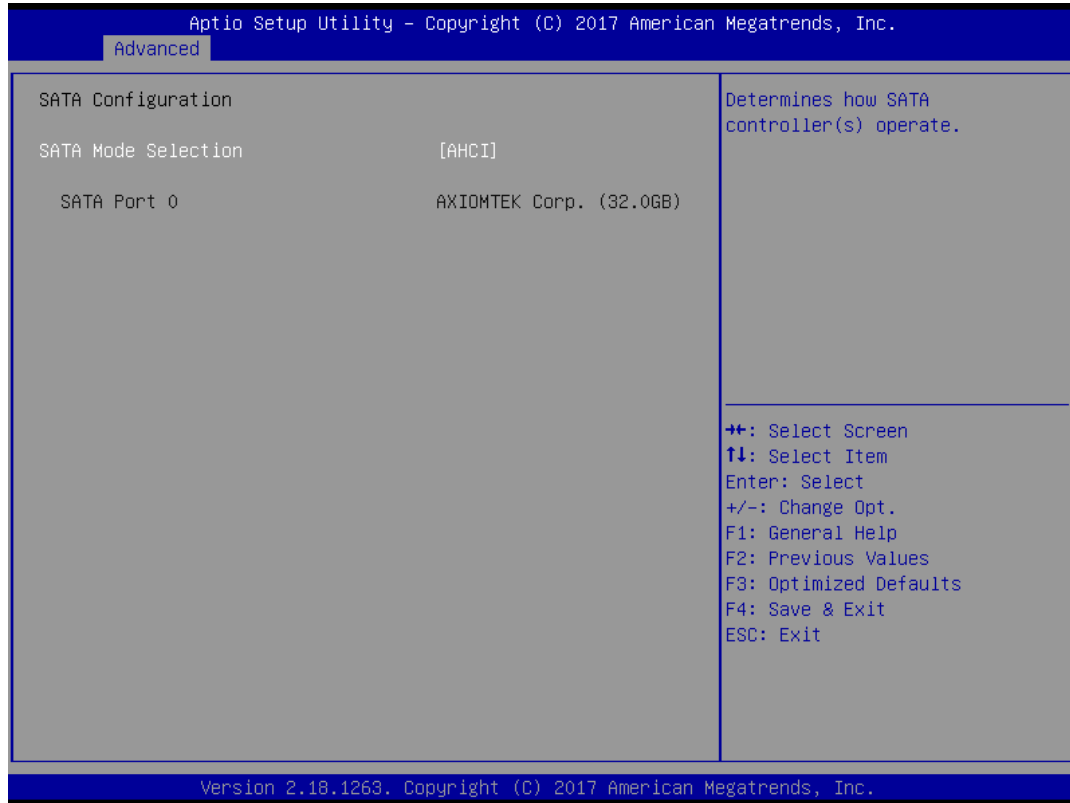 Aptio Setup Utility – Copyright (C) 2017 American Megatrends, Inc.
Advanced
SATA Configuration
SATA Mode Selection [AHCI]
SATA Port 0 AXIOMTEK Corp. (32.0GB)
Determines how SATA
controller(s) operate.
→←: Select Screen
↑↓: Select Item
Enter: Select
+/-: Change Opt.
F1: General Help
F2: Previous Values
F3: Optimized Defaults
F4: Save & Exit
ESC: Exit
Version 2.18.1263. Copyright (C) 2017 American Megatrends, Inc.